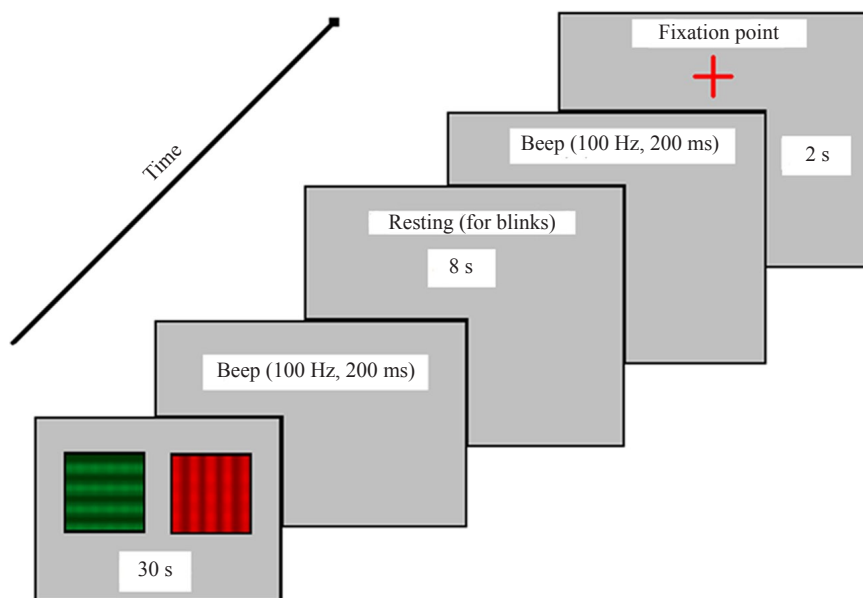 Fixation point
Time
Beep (100 Hz, 200 ms)
2 s
Resting (for blinks)
8 s
Beep (100 Hz, 200 ms)
30 s